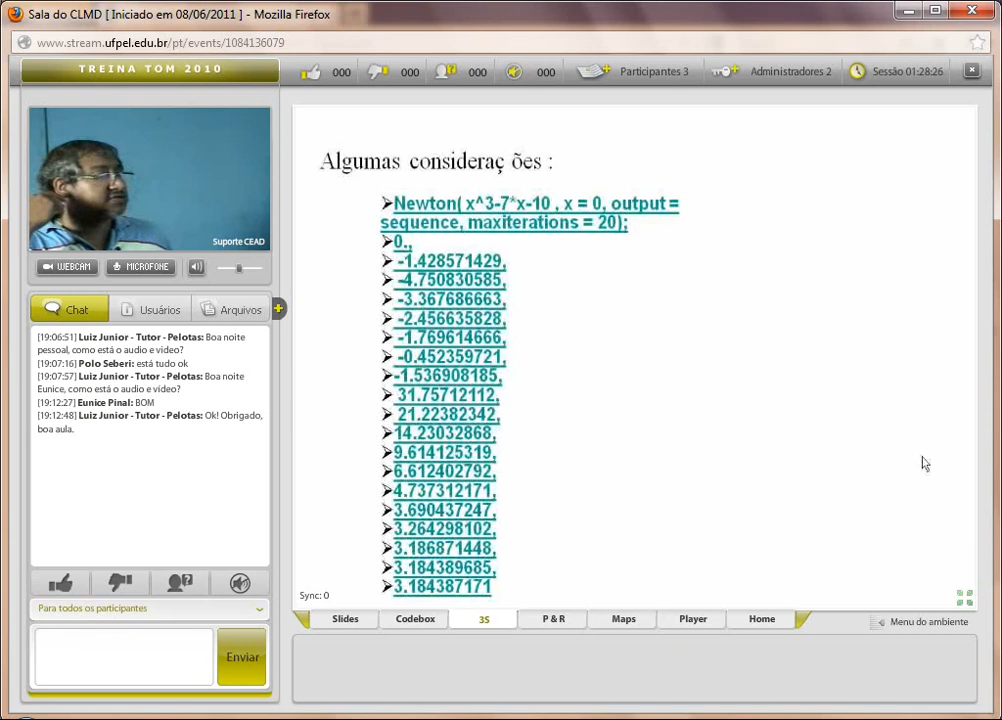 Sala do CLMD [ Iniciado em 08/06/2011 ] - Mozilla Firefox
www.stream.ufpel.edu.br/pt/events/1084136079
TREINA TOM 2010
000
000
000
000
Participantes 3
Administradores 2
Sessão 01:28:26
Suporte CEAD
WEBCAM
MICROFONE
Chat
Usuários
Arquivos
[19:06:51] Luiz Junior - Tutor - Pelotas: Boa noite
pessoal, como está o audio e video?
[19:07:16] Polo Seberi: está tudo ok
[19:07:57] Luiz Junior - Tutor - Pelotas: Boa noite
Eunice, como está o audio e vídeo?
[19:12:27] Eunice Pinal: BOM
[19:12:48] Luiz Junior - Tutor - Pelotas: Ok! Obrigado,
boa aula.
Para todos os participantes
Enviar
Algumas consideraç ões :
Newton( x^3-7*x-10 , x = 0, output =
sequence, maxiterations = 20);
0.,
-1.428571429,
-4.750830585,
-3.367686663,
-2.456635828,
-1.769614666,
-0.452359721,
-1.536908185,
31.75712112,
21.22382342,
14.23032868,
9.614125319,
6.612402792,
4.737312171,
3.690437247,
3.264298102,
3.186871448,
3.184389685,
3.184387171
Sync: 0
Slides
Codebox
3S
P & R
Maps
Player
Home
Menu do ambiente